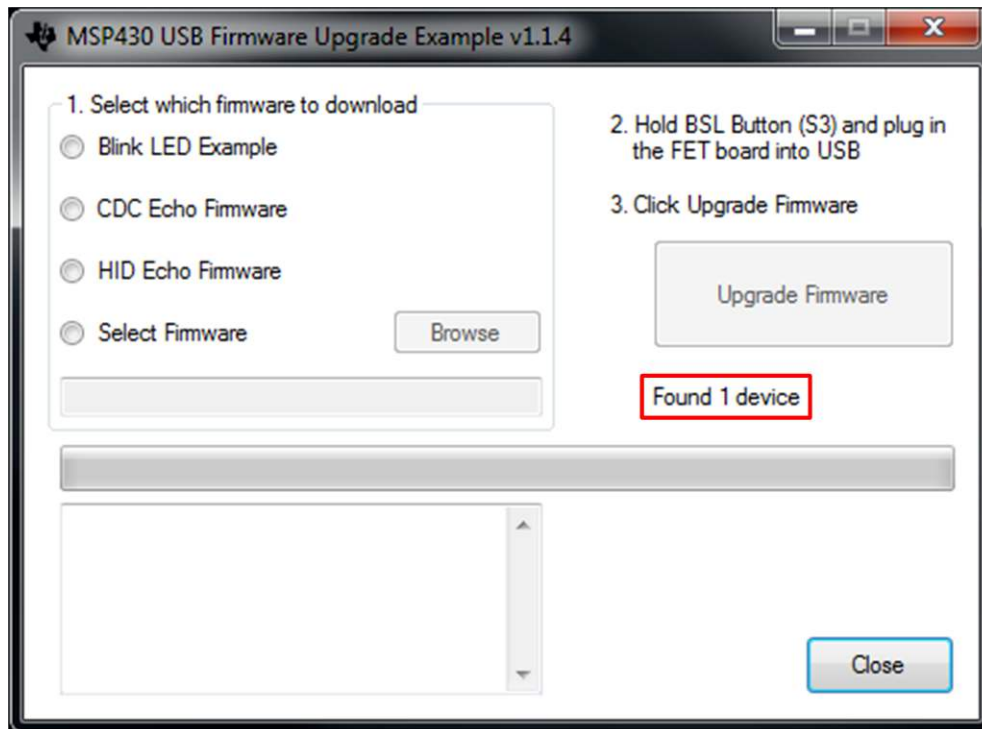 MSP430 USB Firmware Upgrade Example v1.1.4
1. Select which firmware to download
Blink LED Example
CDC Echo Firmware
HID Echo Firmware
Select Firmware
Browse
2. Hold BSL Button (S3) and plug in
the FET board into USB
3. Click Upgrade Firmware
Upgrade Firmware
Found 1 device
Close